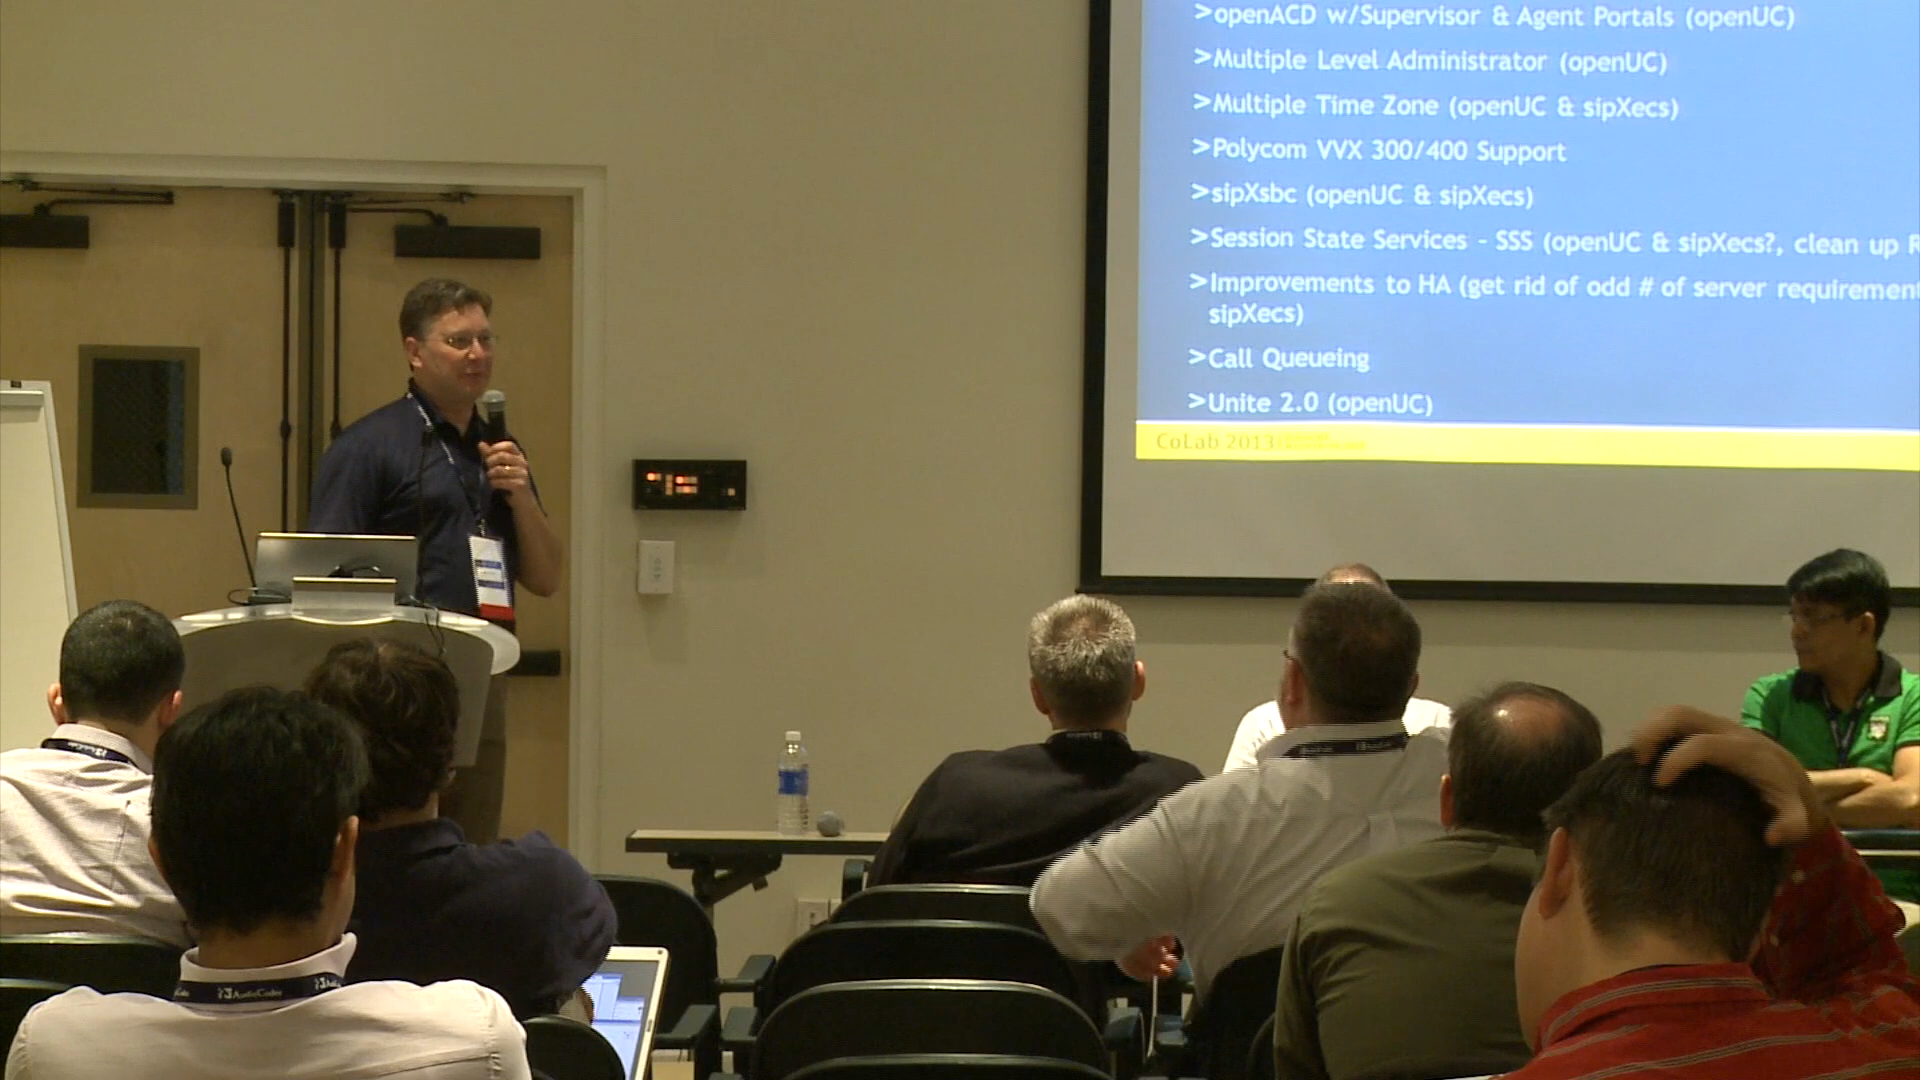 >openACD w/Supervisor & Agent Portals (openUC)
>Multiple Level Administrator (openUC)
>Multiple Time Zone (openUC & sipXecs)
>Polycom VVX 300/400 Support
>sipXsbc (openUC & sipXecs)
>Session State Services - SSS (openUC & sipXecs?, clean up
>Improvements to HA (get rid of odd # of server requirement
sipXecs)
>Call Queueing
>Unite 2.0 (openUC)
CoLab 2013
AudioCodes